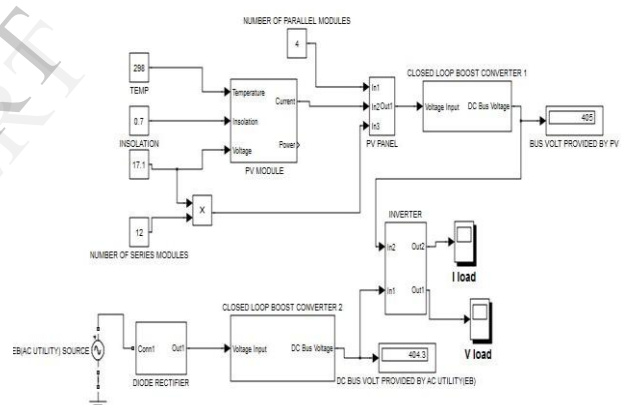 NUMBER OF PARALLEL MODULES
4
298
TEMP
0.7
INSOLATION
17.1
12
NUMBER OF SERIES MODULES
Temperature
Current
Insolation
Voltage
Power
PV MODULE
×
In1
In2 Out1
In3
PV PANEL
CLOSED LOOP BOOST CONVERTER 1
Voltage Input DC Bus Voltage
405
BUS VOLT PROVIDED BY PV
INVERTER
In2 Out2
In1 Out1
I load
V load
EB(AC UTILITY) SOURCE
Conn1 Out1
DIODE RECTIFIER
CLOSED LOOP BOOST CONVERTER 2
Voltage Input DC Bus Voltage
404.3
DC BUS VOLT PROVIDED BY AC UTILITY(EB)
RT